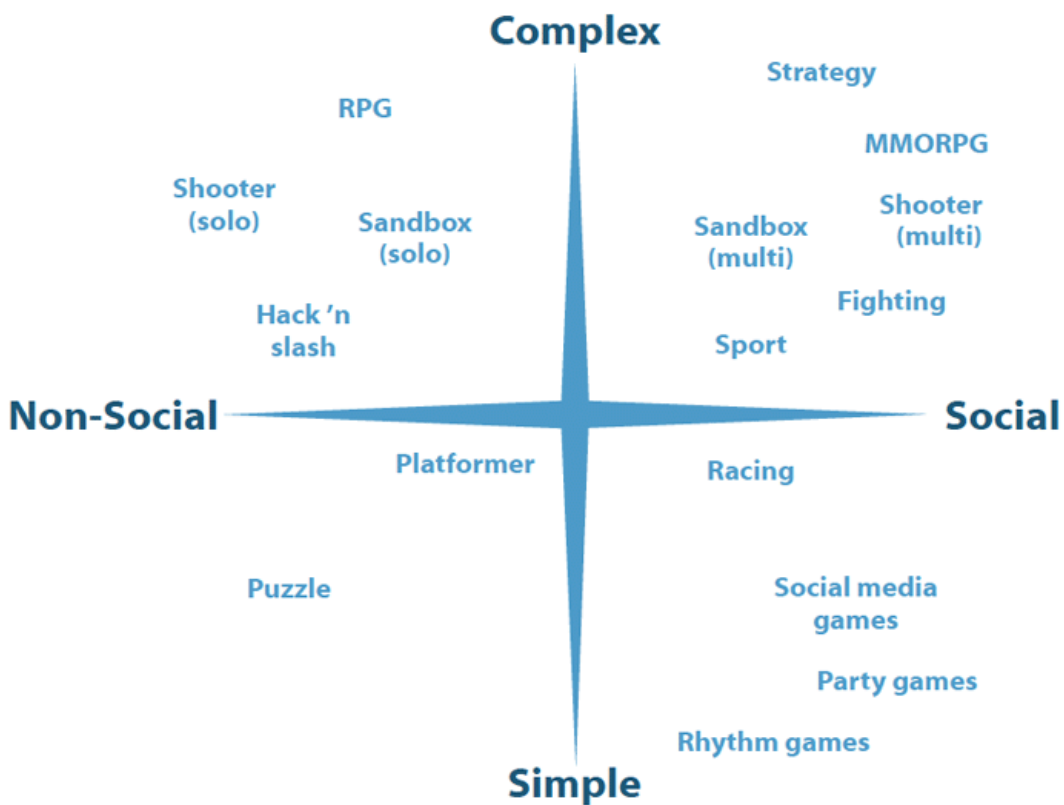 Complex
Strategy
RPG
MMORPG
Shooter
(solo)
Sandbox
(solo)
Sandbox
(multi)
Shooter
(multi)
Hack ’n
slash
Fighting
Sport
Non-Social
Social
Platformer
Racing
Puzzle
Social media
games
Party games
Rhythm games
Simple